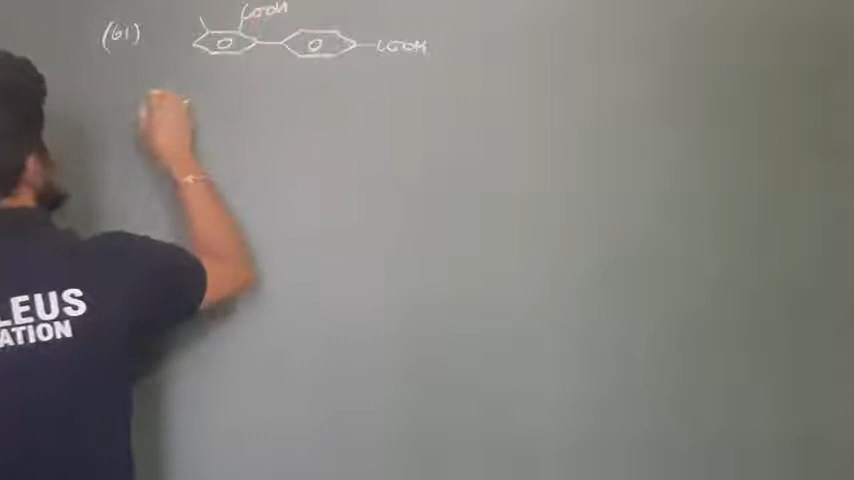 (61)
COOH
COOH
LEUS
ATION